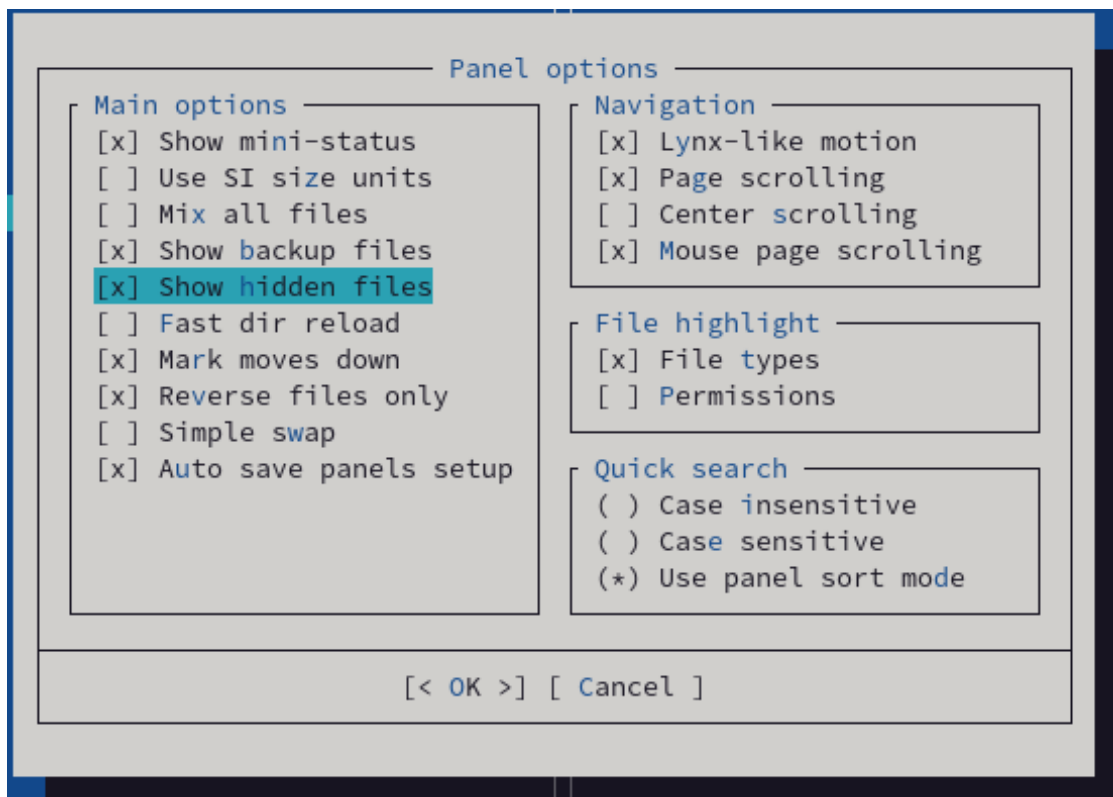 Panel options
Main options
[x] Show mini-status
[ ] Use SI size units
[ ] Mix all files
[x] Show backup files
[x] Show hidden files
[ ] Fast dir reload
[x] Mark moves down
[x] Reverse files only
[ ] Simple swap
[x] Auto save panels setup
Navigation
[x] Lynx-like motion
[x] Page scrolling
[ ] Center scrolling
[x] Mouse page scrolling
File highlight
[x] File types
[ ] Permissions
Quick search
( ) Case insensitive
( ) Case sensitive
(*) Use panel sort mode
[< OK >] [ Cancel ]